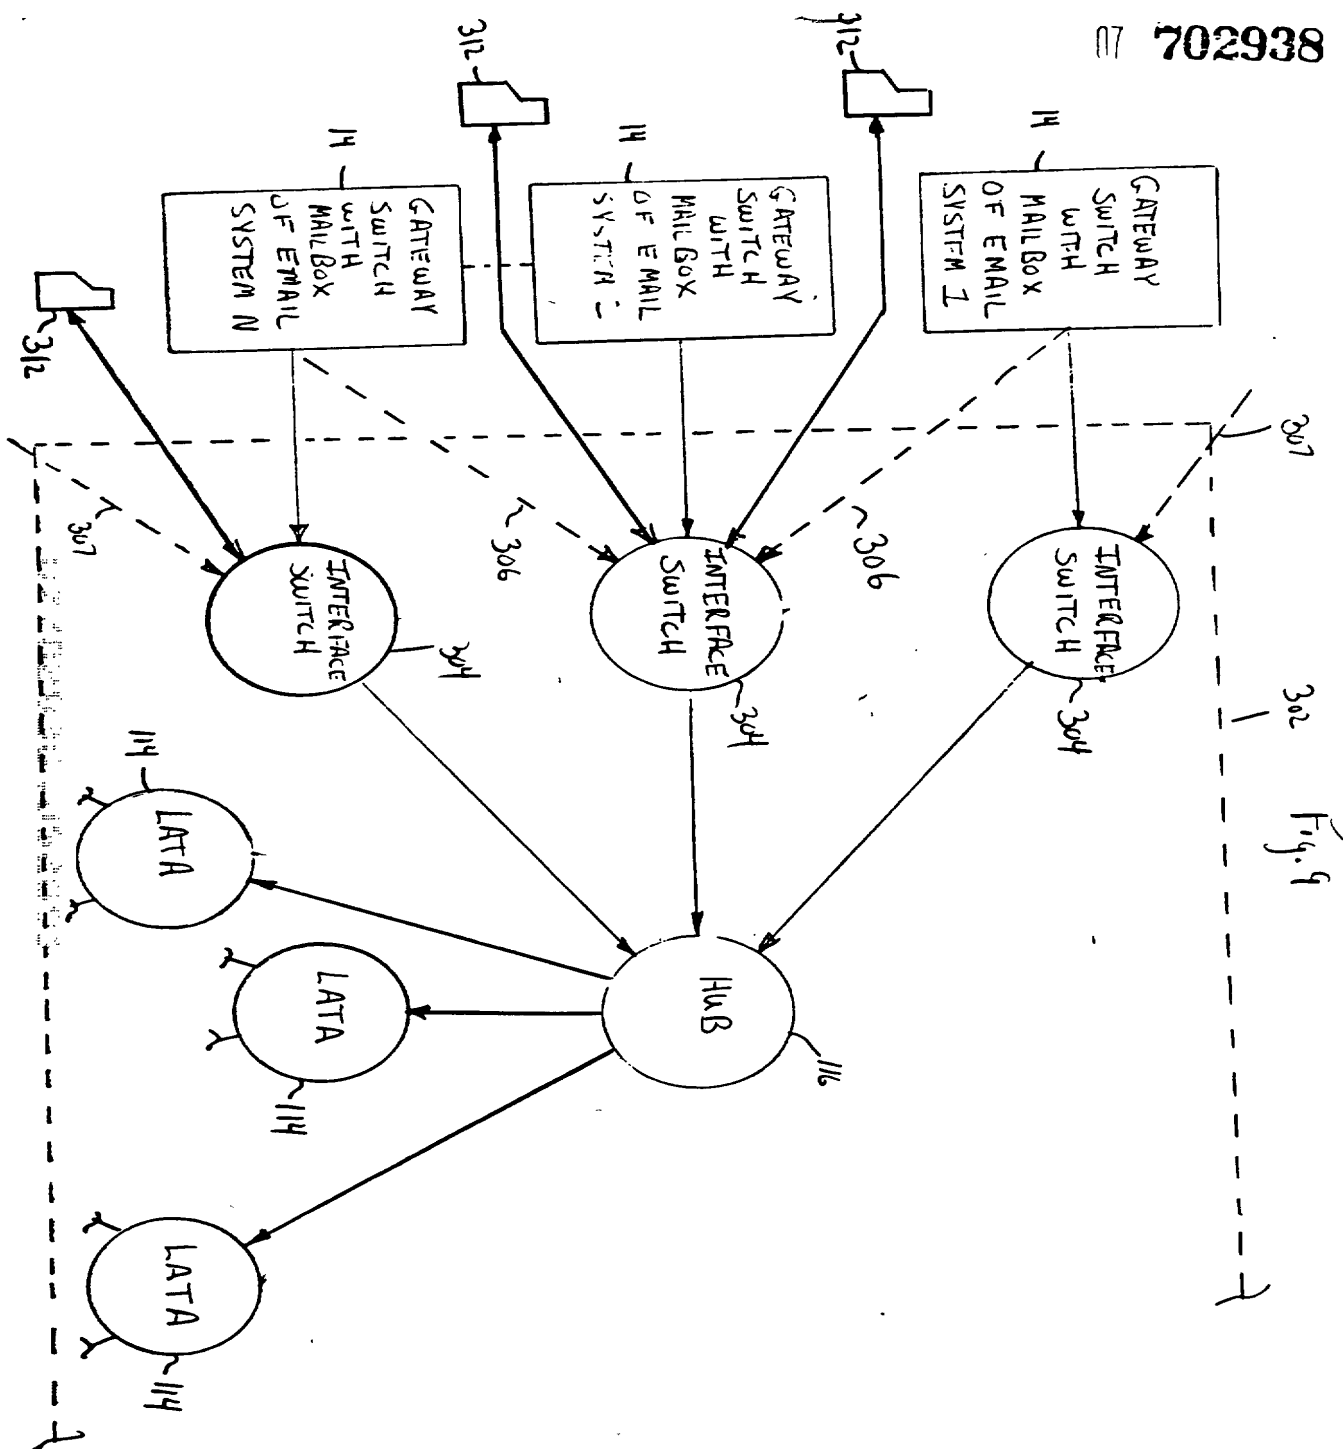 07 702938
312
312
14
14
14
GATEWAY
SWITCH
WITH
MAILBOX
OF EMAIL
SYSTEM 1
GATEWAY
SWITCH
WITH
MAILBOX
OF EMAIL
GATEWAY
SWITCH
WITH
MAILBOX
OF EMAIL
SYSTEM N
312
307
307
306
306
INTERFACE
SWITCH
304
INTERFACE
SWITCH
304
INTERFACE
SWITCH
304
302
Fig. 9
HUB
116
LATA
114
LATA
114
LATA
114